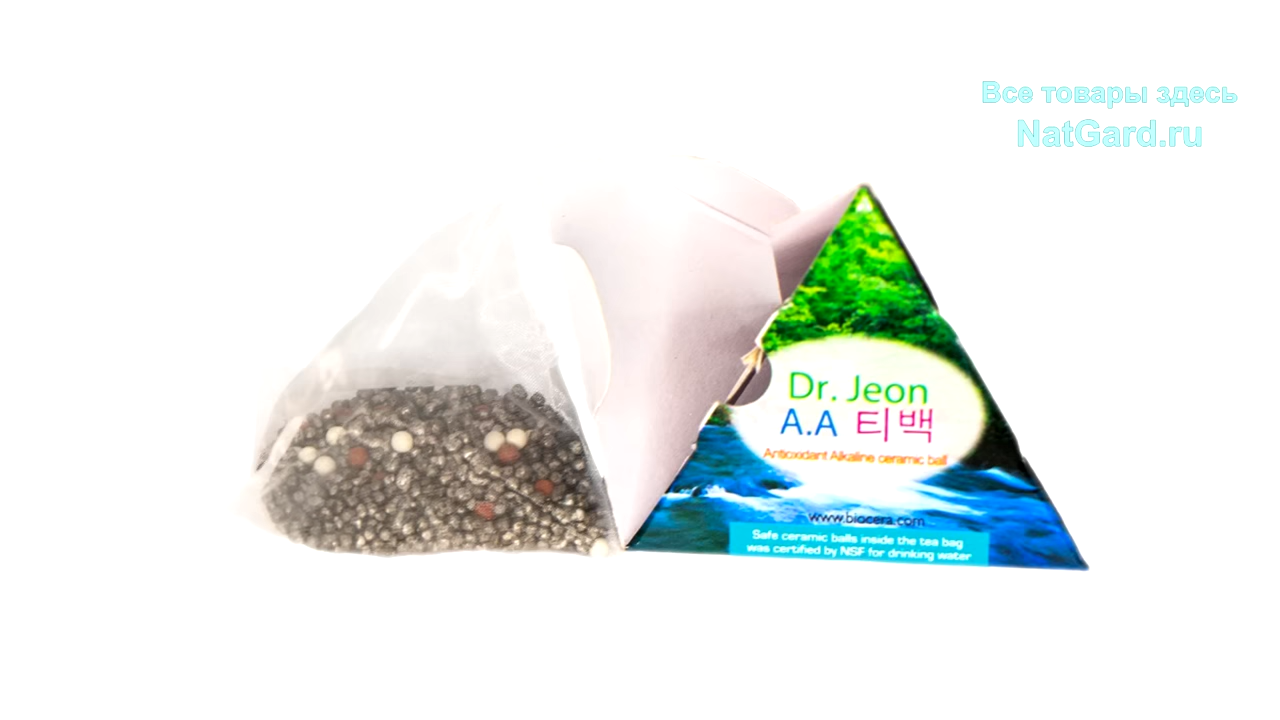 Все товары здесь
NatGard.ru
Dr. Jeon
A.A 티백
Antioxidant Alkaline ceramic ball
www.biocera.com
Safe ceramic balls inside the tea bag
was certified by NSF for drinking water